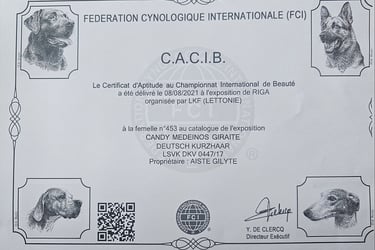 FEDERATION CYNOLOGIQUE INTERNATIONALE (FCI)
C.A.C.I.B.
Le Certificat d'Aptitude au Championnat International de Beauté
a été délivré le 08/08/2021 à l'exposition de RIGA
organisée par LKF (LETTONIE)
à la femelle n°453 au catalogue de l'exposition
CANDY MEDEINOS GIRAITE
DEUTSCH KURZHAAR
LSVK DKV 0447/17
Propriétaire : AISTE GILYTE
FCI
Y. DE CLERCQ
Directeur Exécutif